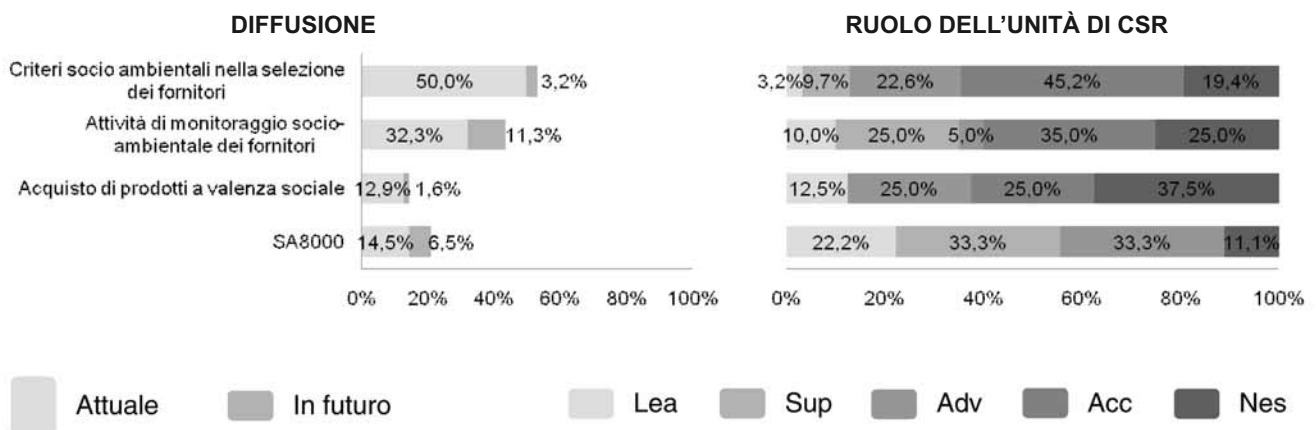 DIFFUSIONE
RUOLO DELL'UNITÀ DI CSR
Criteri socio ambientali nella selezione
dei fornitori
50,0% 3,2%
3,2% 9,7% 22,6% 45,2% 19,4%
Attività di monitoraggio socio-
ambientale dei fornitori
32,3% 11,3%
10,0% 25,0% 5,0% 35,0% 25,0%
Acquisto di prodotti a valenza sociale
12,9% 1,6%
12,5% 25,0% 25,0% 37,5%
SA8000
14,5% 6,5%
22,2% 33,3% 33,3% 11,1%
0% 20% 40% 60% 80% 100%
0% 20% 40% 60% 80% 100%
Attuale In futuro
Lea Sup Adv Acc Nes